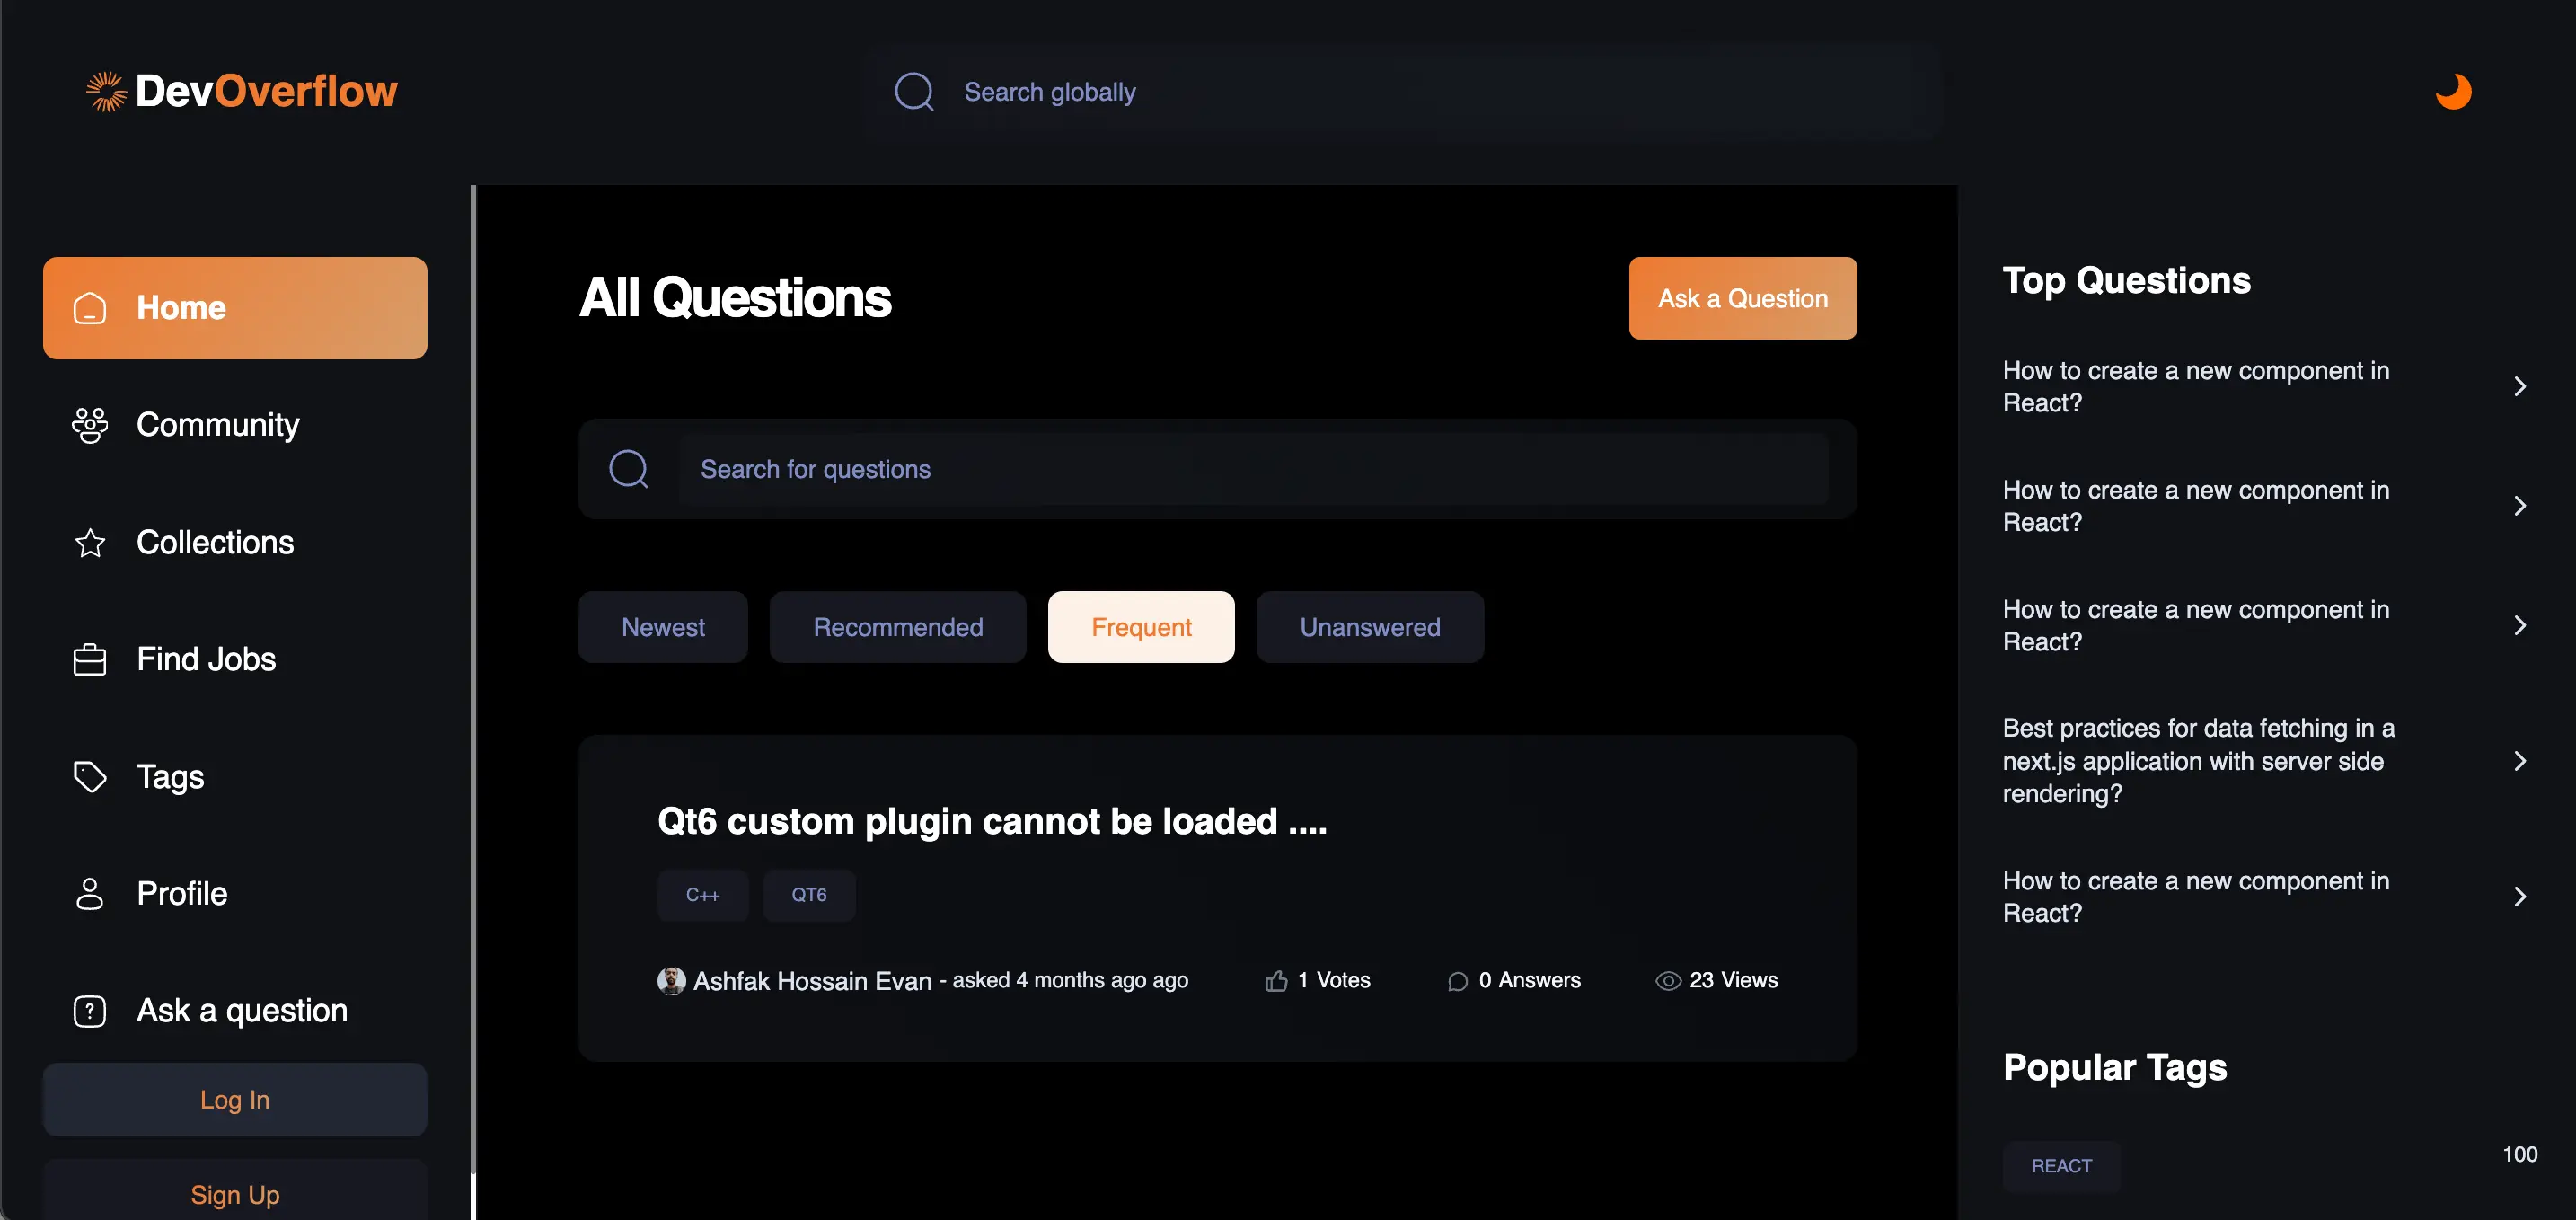 DevOverflow
Search globally
Home
Community
Collections
Find Jobs
Tags
Profile
Ask a question
Log In
Sign Up
All Questions
Ask a Question
Search for questions
Newest
Recommended
Frequent
Unanswered
Qt6 custom plugin cannot be loaded ....
C++
QT6
Ashfak Hossain Evan - asked 4 months ago ago
1 Votes
0 Answers
23 Views
Top Questions
How to create a new component in
React?
How to create a new component in
React?
How to create a new component in
React?
Best practices for data fetching in a
next.js application with server side
rendering?
How to create a new component in
React?
Popular Tags
REACT
100